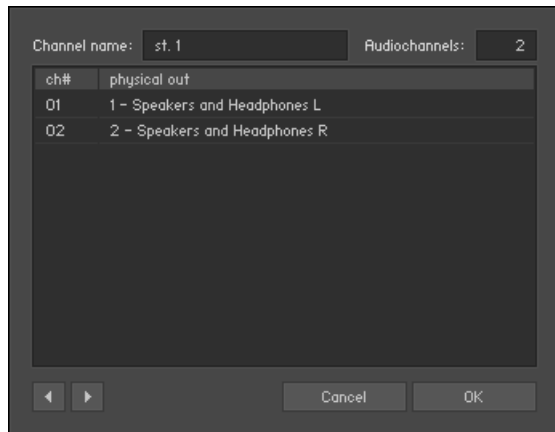 Channel name: st. 1 Audiochannels: 2
ch# physical out
01 1 - Speakers and Headphones L
02 2 - Speakers and Headphones R
Cancel OK